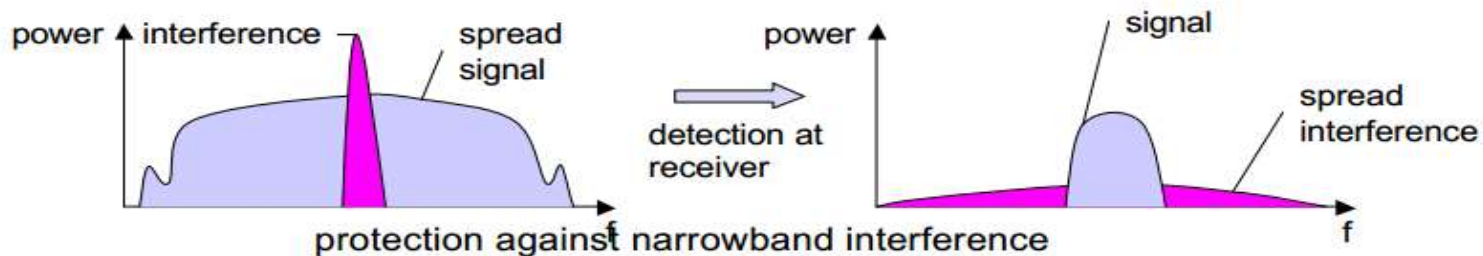 power
interference
spread
signal
f
detection at
receiver
power
signal
spread
interference
f
protection against narrowband interference